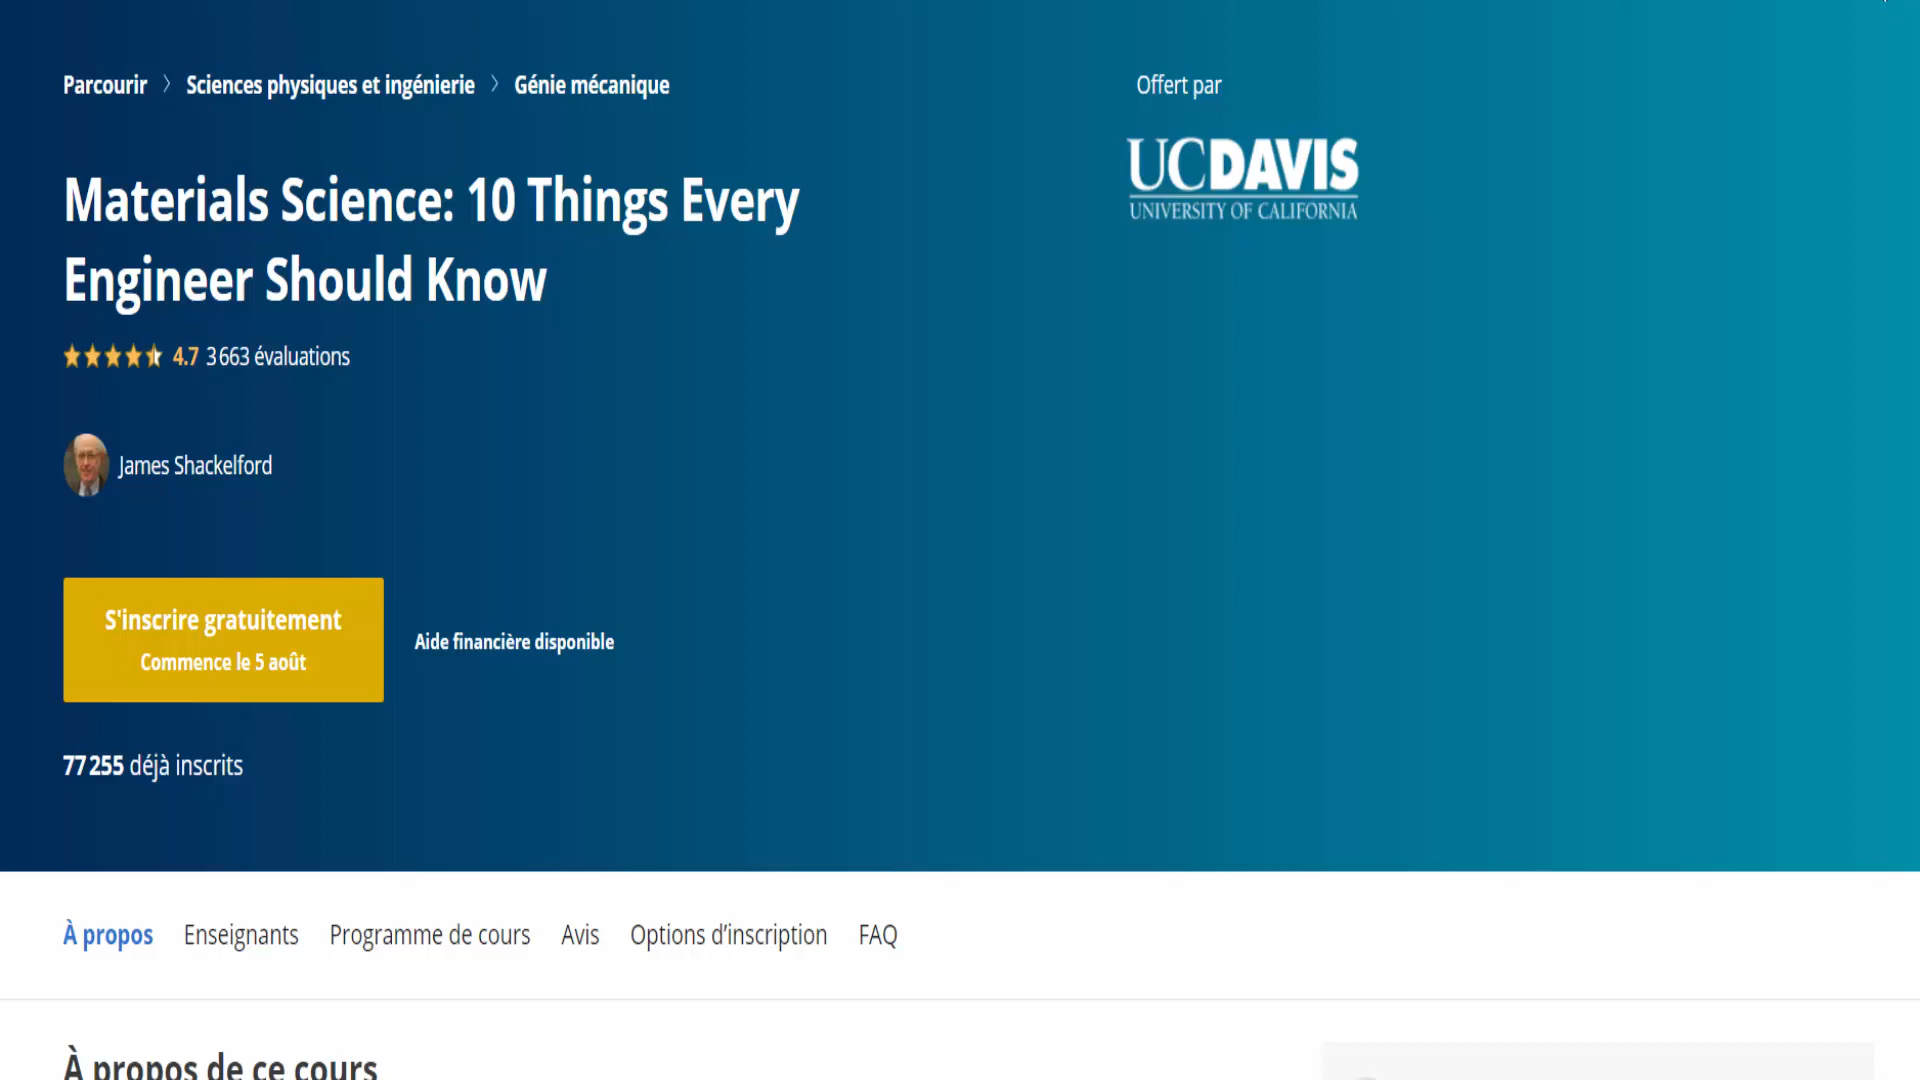 Parcourir > Sciences physiques et ingénierie > Génie mécanique
Offert par
UCDAVIS
UNIVERSITY OF CALIFORNIA
Materials Science: 10 Things Every
Engineer Should Know
4.7 3 663 évaluations
James Shackelford
S'inscrire gratuitement
Commence le 5 août
Aide financière disponible
77 255 déjà inscrits
À propos Enseignants Programme de cours Avis Options d’inscription FAQ
À propos de ce cours